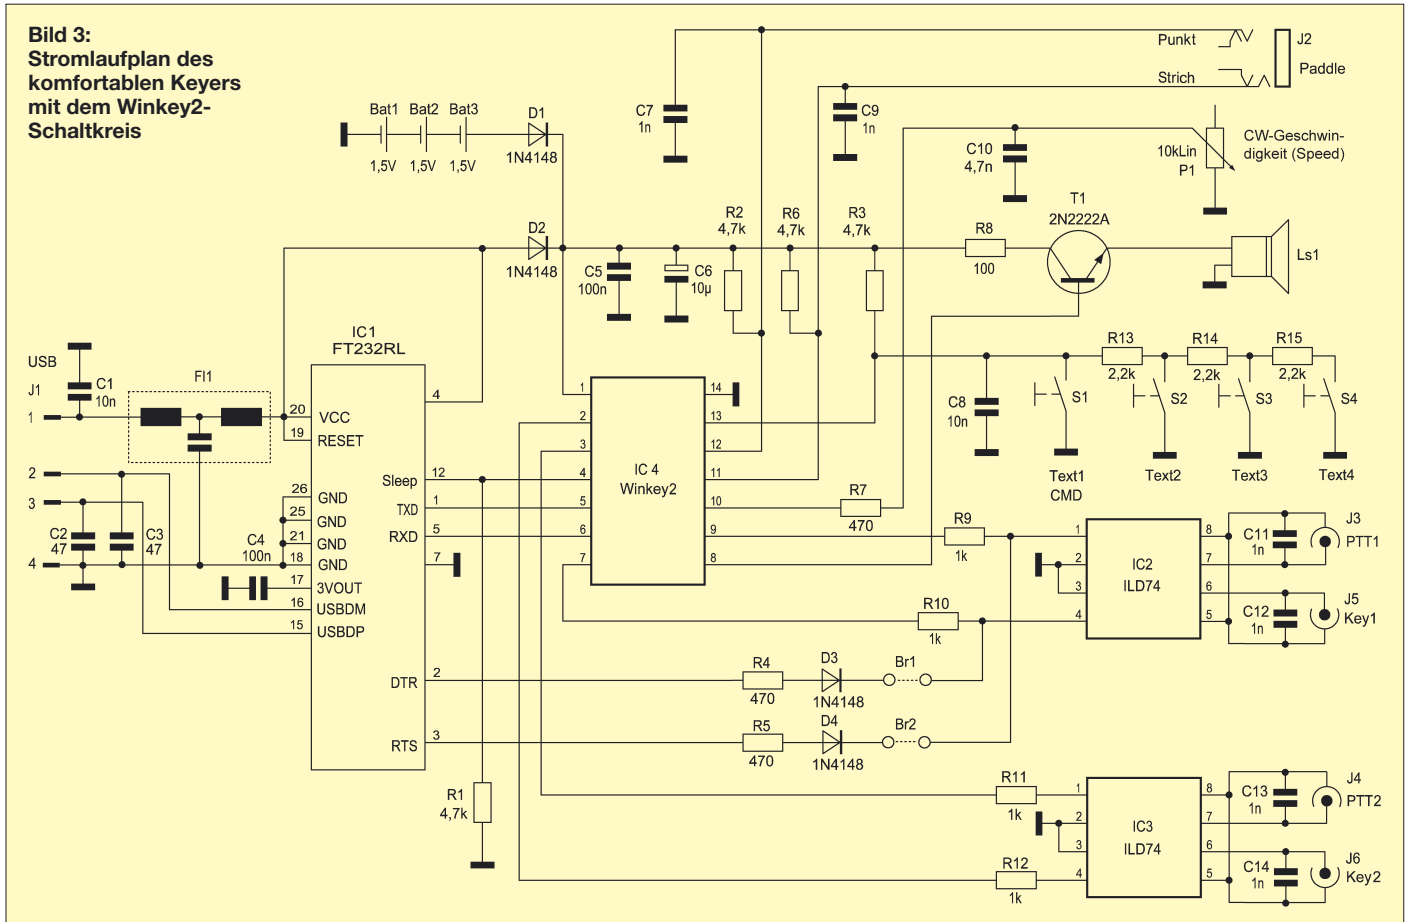 Bild 3:
Stromlaufplan des
komfortablen Keyers
mit dem Winkey2-
Schaltkreis
Punkt
J2
Paddle
Strich
Bat1 Bat2 Bat3
1,5V 1,5V 1,5V
D1
1N4148
C7
1n
C9
1n
C10
4,7n
10kLin
P1
CW-Geschwin-
digkeit (Speed)
T1
2N2222A
D2
1N4148
C5
100n
C6
10µ
R2
4,7k
R6
4,7k
R3
4,7k
R8
100
Ls1
IC1
FT232RL
USB
J1
C1
10n
FI1
1
2
3
4
C2
47
C3
47
C4
100n
20
VCC
19
RESET
26
GND
25
GND
21
GND
18
GND
17
3VOUT
16
USBDM
15
USBDP
4
Sleep
12
TXD
1
RXD
5
7
DTR
2
RTS
3
R1
4,7k
IC 4
Winkey2
1
2
3
4
5
6
7
14
13
12
11
10
9
8
C8
10n
R13
2,2k
R14
2,2k
R15
2,2k
S1
S2
S3
S4
Text1
CMD
Text2
Text3
Text4
R7
470
R9
1k
R10
1k
R4
470
D3
1N4148
Br1
R5
470
D4
1N4148
Br2
R11
1k
R12
1k
IC2
ILD74
1
2
3
4
8
7
6
5
C11
1n
J3
PTT1
C12
1n
J5
Key1
IC3
ILD74
1
2
3
4
8
7
6
5
C13
1n
J4
PTT2
C14
1n
J6
Key2